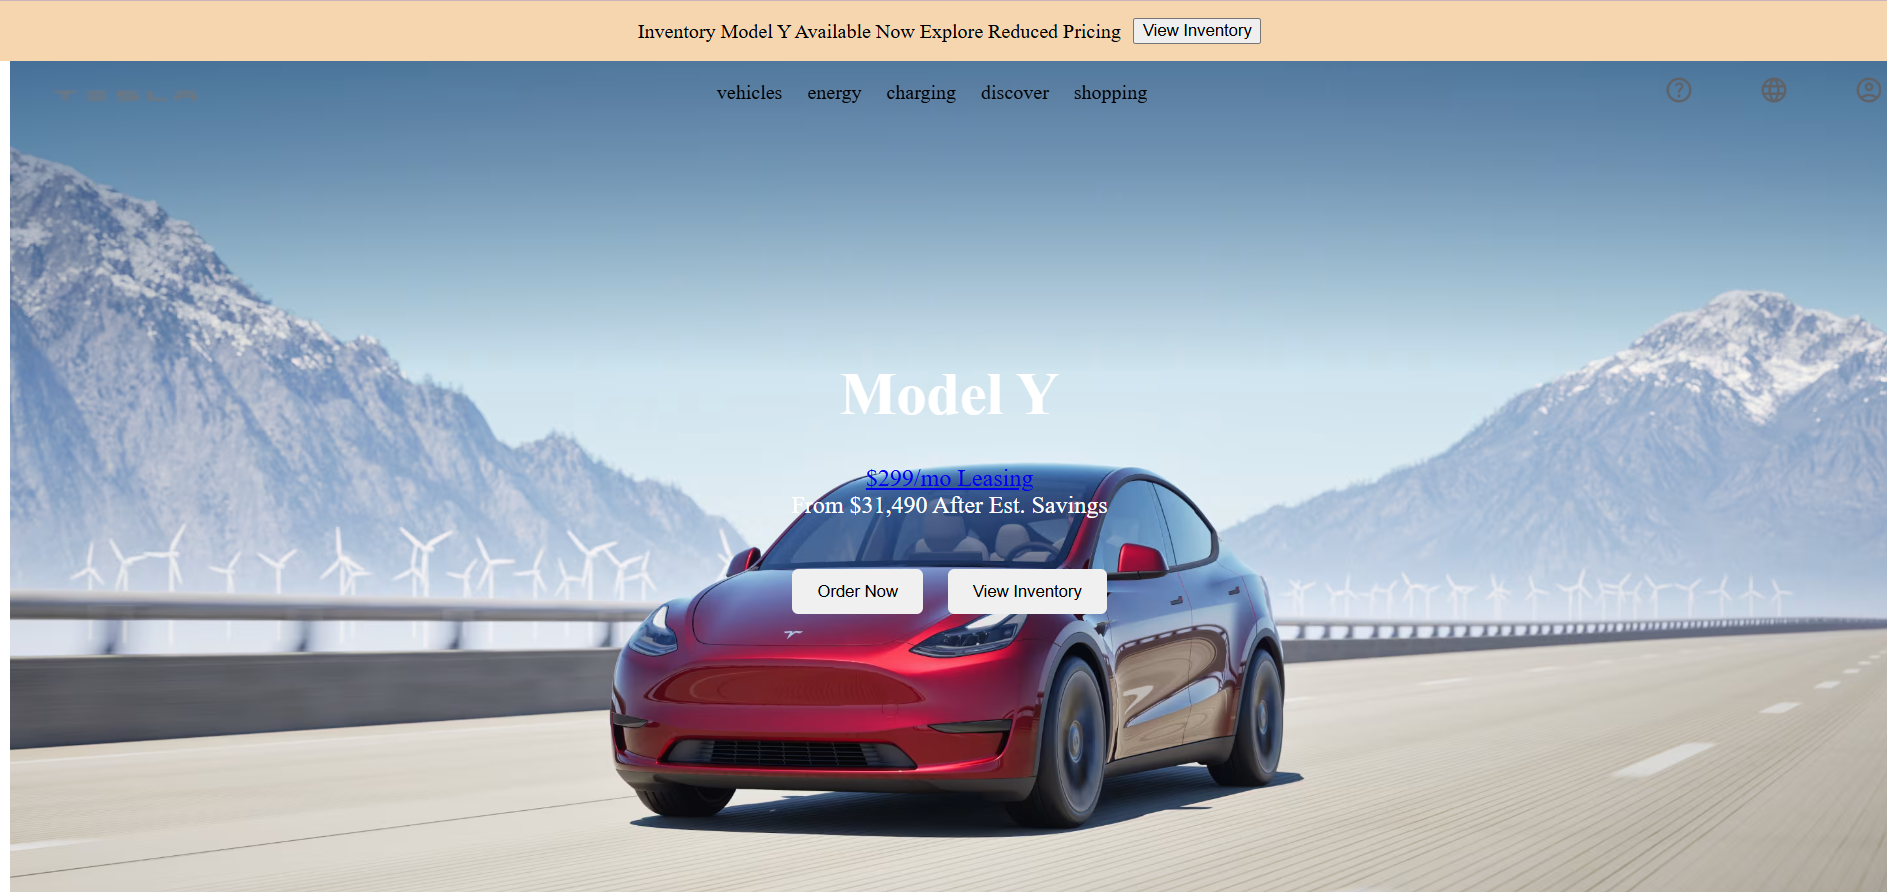 Inventory Model Y Available Now Explore Reduced Pricing View Inventory
TESLA
vehicles energy charging discover shopping
Model Y
$299/mo Leasing
From $31,490 After Est. Savings
Order Now View Inventory